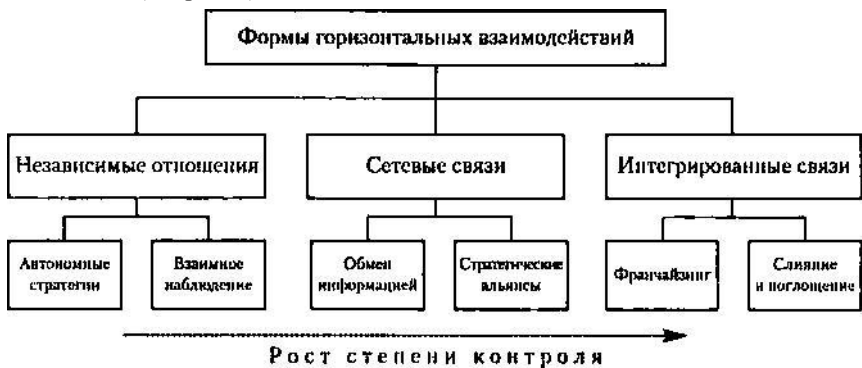 Формы горизонтальных взаимодействий
Независимые отношения
Сетевые связи
Интегрированные связи
Автономные
стратегии
Взаимное
наблюдение
Обмен
информацией
Стратегические
альянсы
Франчайзинг
Слияние
и поглощение
Рост степени контроля